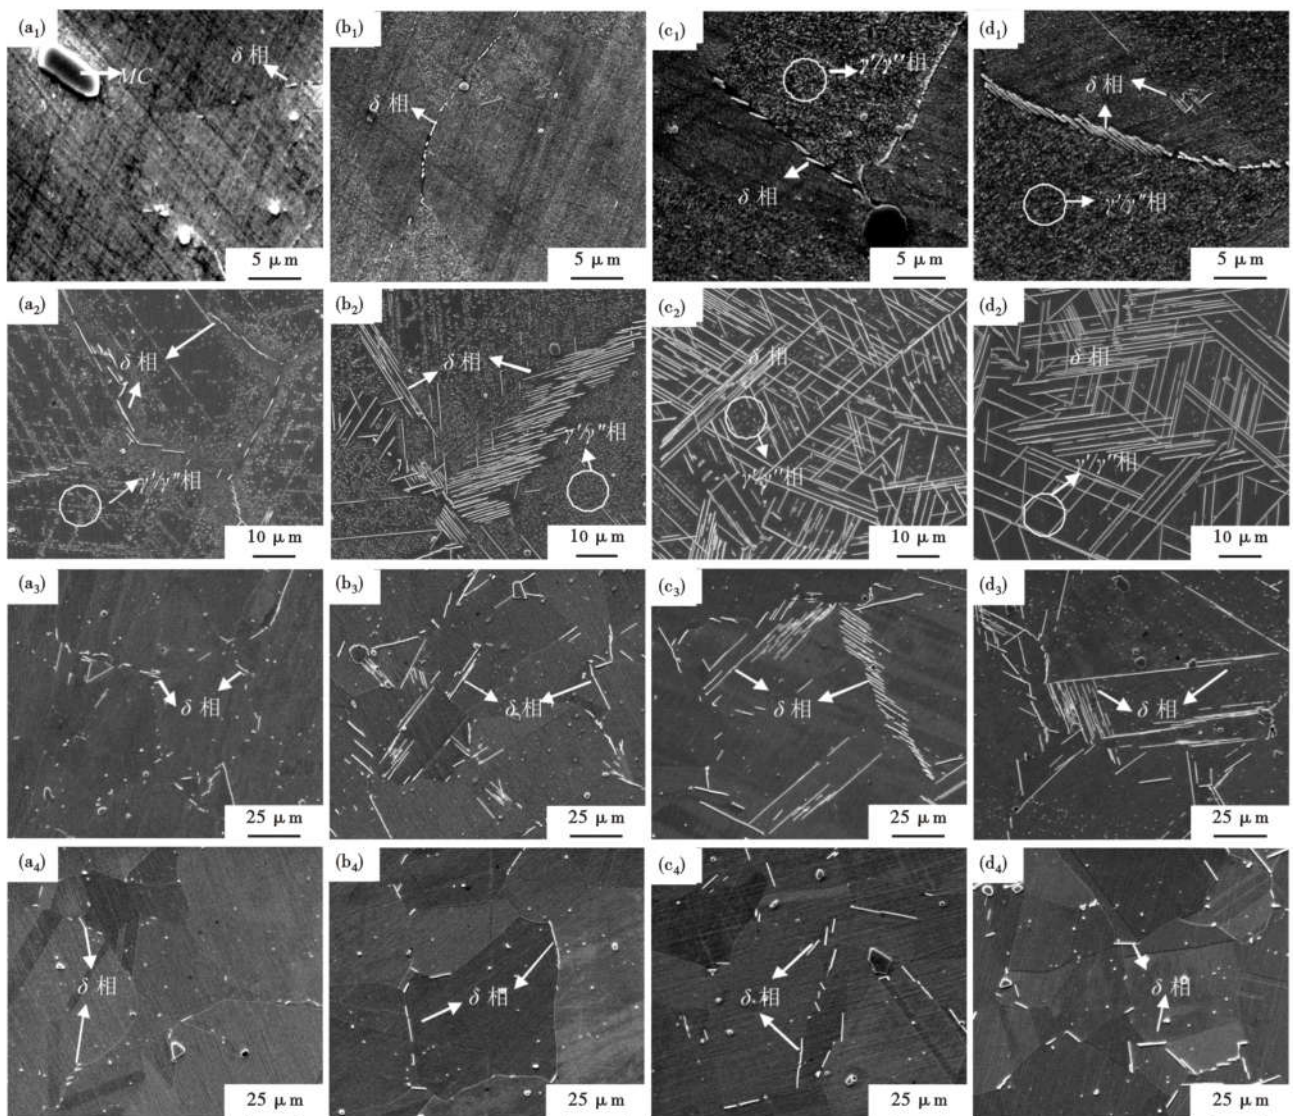 (a₁)
MC
δ 相
5 μm
(b₁)
δ 相
5 μm
(c₁)
γ′/γ″相
δ 相
5 μm
(d₁)
δ 相
γ′/γ″相
5 μm
(a₂)
δ 相
γ′/γ″相
10 μm
(b₂)
δ 相
γ′/γ″相
10 μm
(c₂)
δ 相
γ′/γ″相
10 μm
(d₂)
δ 相
γ′/γ″相
10 μm
(a₃)
δ 相
25 μm
(b₃)
δ 相
25 μm
(c₃)
δ 相
25 μm
(d₃)
δ 相
25 μm
(a₄)
δ 相
25 μm
(b₄)
δ 相
25 μm
(c₄)
δ 相
25 μm
(d₄)
δ 相
25 μm